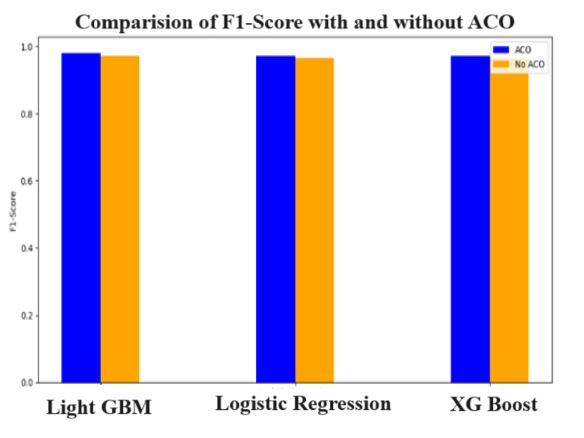 Comparision of F1-Score with and without ACO
ACO
No ACO
F1-Score
1.0
0.8
0.6
0.4
0.2
0.0
Light GBM
Logistic Regression
XG Boost